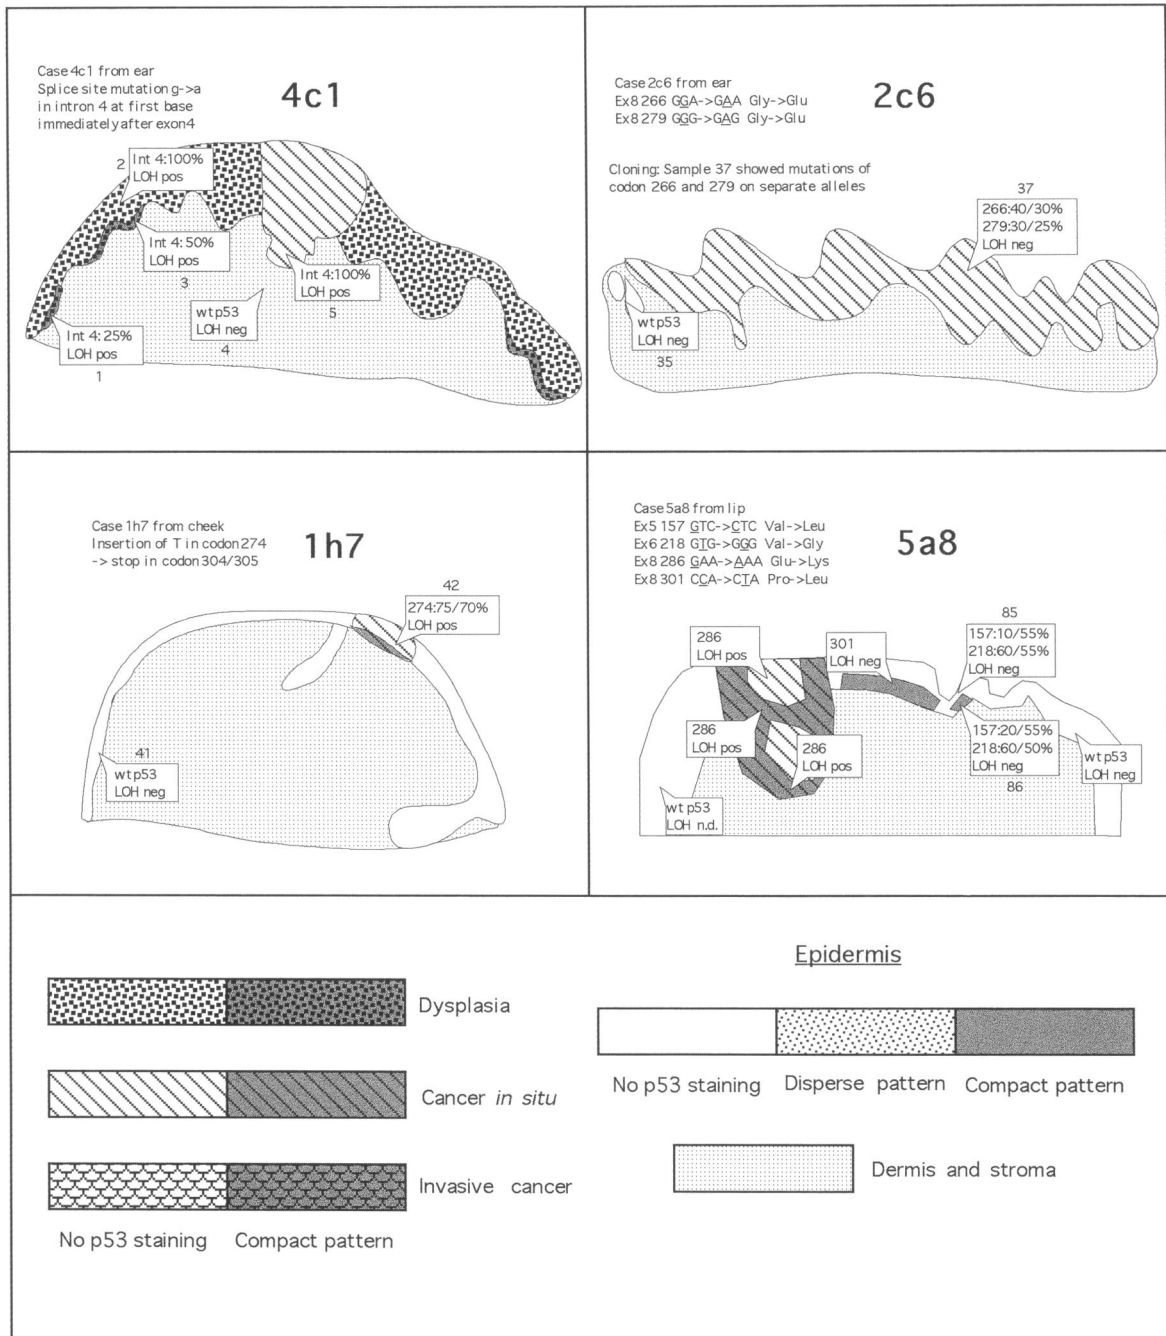 Case 4c1 from ear
Splice site mutation g->a
in intron 4 at first base
immediately after exon 4
4c1
2
Int 4:100%
LOH pos
Int 4:50%
LOH pos
3
Int 4:100%
LOH pos
5
wt p53
LOH neg
4
Int 4: 25%
LOH pos
1
Case 2c6 from ear
Ex8 266 GGA->GAA Gly->Glu
Ex8 279 GGG->GAG Gly->Glu
2c6
Cloning: Sample 37 showed mutations of
codon 266 and 279 on separate alleles
37
266:40/30%
279:30/25%
LOH neg
wt p53
LOH neg
35
Case 1h7 from cheek
Insertion of T in codon 274
-> stop in codon 304/305
1h7
42
274:75/70%
LOH pos
41
wt p53
LOH neg
Case 5a8 from lip
Ex5 157 GTC->CTC Val->Leu
Ex6 218 GTG->GGG Val->Gly
Ex8 286 GAA->AAA Glu->Lys
Ex8 301 CCA->CTA Pro->Leu
5a8
286
LOH pos
301
LOH neg
85
157:10/55%
218:60/55%
LOH neg
286
LOH pos
286
LOH pos
157:20/55%
218:60/50%
LOH neg
86
wt p53
LOH neg
wt p53
LOH n.d.
Dysplasia
Cancer in situ
Invasive cancer
No p53 staining Compact pattern
Epidermis
No p53 staining Disperse pattern Compact pattern
Dermis and stroma